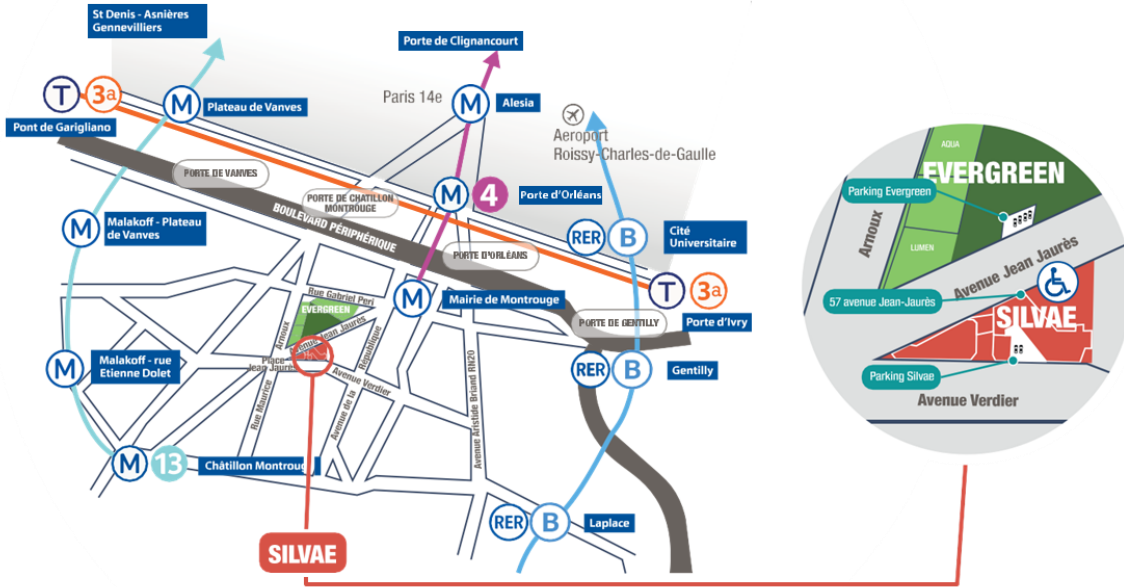 St Denis - Asnières
Gennevilliers
Porte de Clignancourt
T
3a
M
Plateau de Vanves
Paris 14e
M
Alesia
Pont de Garigliano
Aeroport
Roissy-Charles-de-Gaulle
PORTE DE VANVES
PORTE DE CHATILLON
MONTROUGE
M
4
Porte d'Orléans
M
Malakoff - Plateau
de Vanves
BOULEVARD PÉRIPHÉRIQUE
RER
B
Cité
Universitaire
PORTE D'ORLÉANS
Rue Gabriel Peri
M
Mairie de Montrouge
T
3a
EVERGREEN
Arnoux
Avenue Jean Jaurès
République
PORTE DE GENTILLY
Porte d'Ivry
Place
Jean Jaurès
M
Malakoff - rue
Etienne Dolet
Avenue Verdier
RER
B
Gentilly
Rue Maurice
Avenue de la
Avenue Aristide Briand RN20
M
13
Châtillon Montroug
RER
B
Laplace
SILVAE
AQUA
EVERGREEN
Parking Evergreen
Arnoux
LUMEN
Avenue Jean Jaurès
57 avenue Jean-Jaurès
SILVAE
Parking Silvae
Avenue Verdier